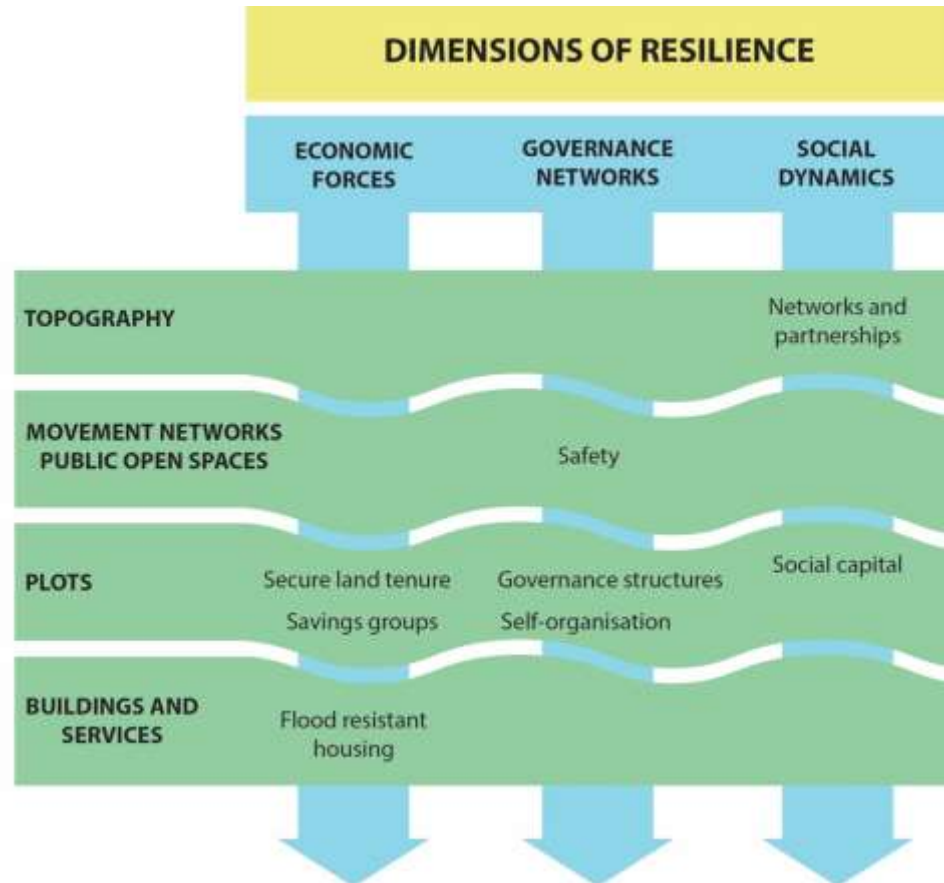 DIMENSIONS OF RESILIENCE
ECONOMIC
FORCES
GOVERNANCE
NETWORKS
SOCIAL
DYNAMICS
TOPOGRAPHY
Networks and
partnerships
MOVEMENT NETWORKS
PUBLIC OPEN SPACES
Safety
PLOTS
Secure land tenure
Savings groups
Governance structures
Self-organisation
Social capital
BUILDINGS AND
SERVICES
Flood resistant
housing